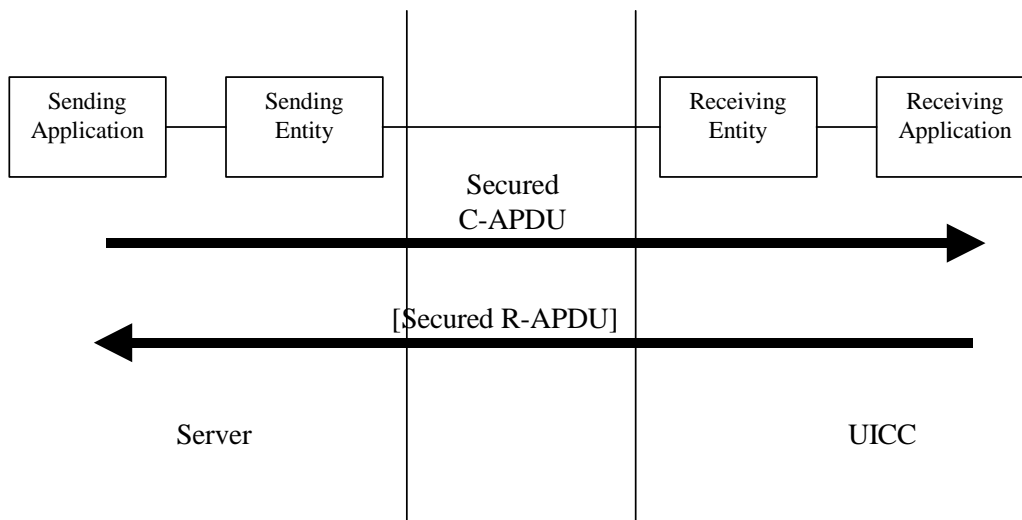 Sending
Application
Sending
Entity
Receiving
Entity
Receiving
Application
Secured
C-APDU
[Secured R-APDU]
Server
UICC